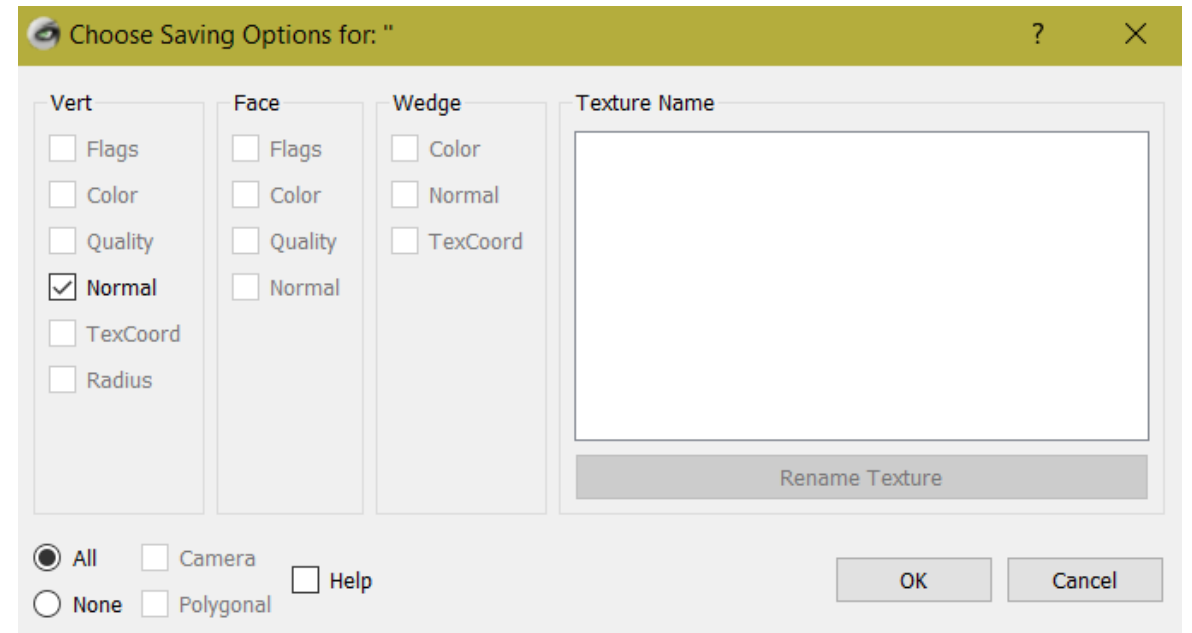 Choose Saving Options for: "
?
Vert
Flags
Color
Quality
Normal
TexCoord
Radius
Face
Flags
Color
Quality
Normal
Wedge
Color
Normal
TexCoord
Texture Name
Rename Texture
All
Camera
None
Polygonal
Help
OK
Cancel